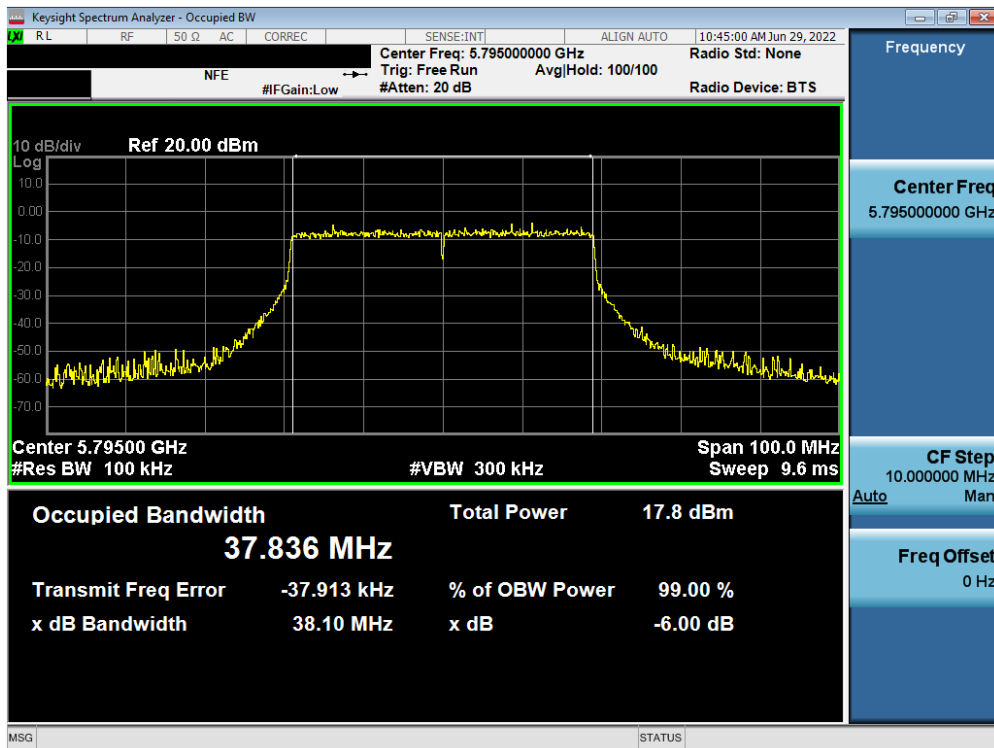 Keysight Spectrum Analyzer - Occupied BW
LXI RL RF 50 Ω AC CORREC SENSE:INT ALIGN AUTO 10:45:00 AM Jun 29, 2022
Center Freq: 5.795000000 GHz Radio Std: None
NFE Trig: Free Run Avg|Hold: 100/100
#IFGain:Low #Atten: 20 dB Radio Device: BTS
10 dB/div Ref 20.00 dBm
Log
10.0
0.00
-10.0
-20.0
-30.0
-40.0
-50.0
-60.0
-70.0
Center 5.79500 GHz Span 100.0 MHz
#Res BW 100 kHz #VBW 300 kHz Sweep 9.6 ms
Occupied Bandwidth Total Power 17.8 dBm
37.836 MHz
Transmit Freq Error -37.913 kHz % of OBW Power 99.00 %
x dB Bandwidth 38.10 MHz x dB -6.00 dB
Frequency
Center Freq
5.795000000 GHz
CF Step
10.000000 MHz
Auto Man
Freq Offset
0 Hz
MSG STATUS